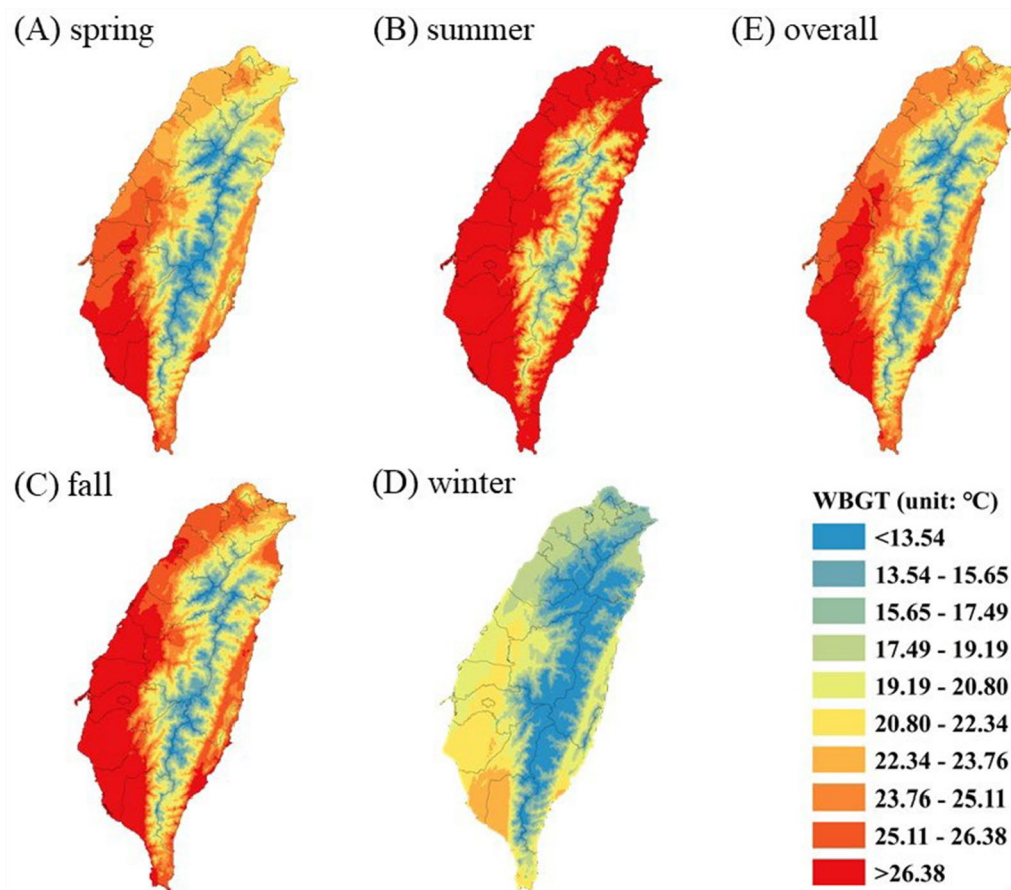 (A) spring
(B) summer
(E) overall
(C) fall
(D) winter
WBGT (unit: °C)
<13.54
13.54 - 15.65
15.65 - 17.49
17.49 - 19.19
19.19 - 20.80
20.80 - 22.34
22.34 - 23.76
23.76 - 25.11
25.11 - 26.38
>26.38